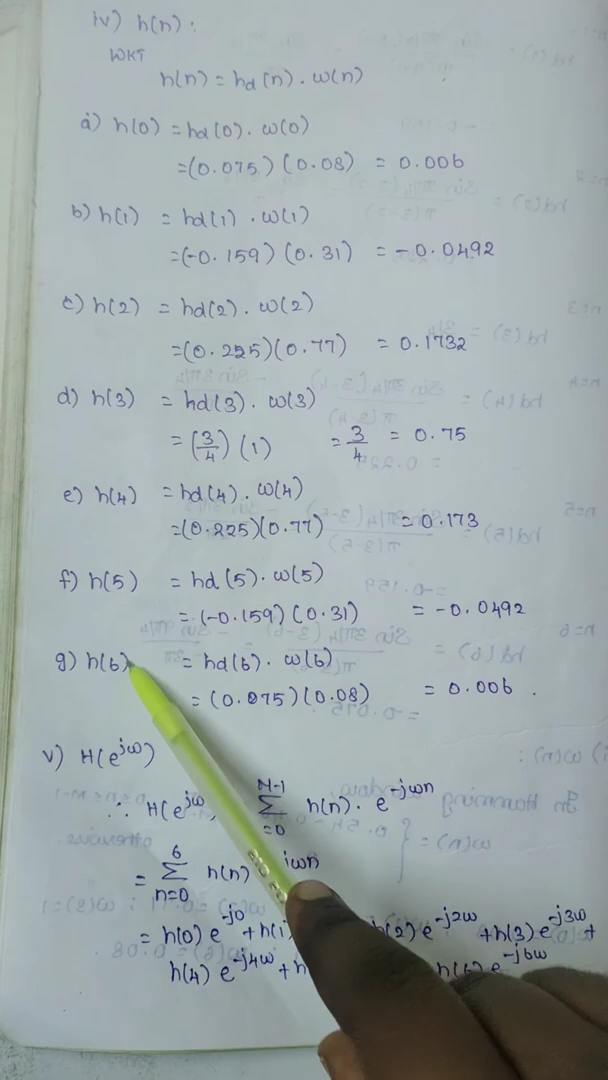 iv) h(n) :
WKT
h(n) = hd(n) . w(n)
a) h(0) = hd(0) . w(0)
= (0.075) (0.08) = 0.006
b) h(1) = hd(1) . w(1)
= (-0.159) (0.31) = -0.0492
c) h(2) = hd(2) . w(2)
= (0.225) (0.77) = 0.1732
d) h(3) = hd(3) . w(3)
= (3/4) (1) = 3/4 = 0.75
e) h(4) = hd(4) . w(4)
= (0.225) (0.77) = 0.173
f) h(5) = hd(5) . w(5)
= (-0.159) (0.31) = -0.0492
g) h(6) = hd(6) . w(6)
= (0.075) (0.08) = 0.006 .
v) H(e^jω)
∴ H(e^jω N-1 Σ =0 h(n) . e^-jωn
= 6 Σ n=0 h(n) jωn
= h(0) e^-j0 + h(1) h(2) e^-j2ω + h(3) e^-j3ω +
h(4) e^-j4ω + h h(6) e^-j6ω